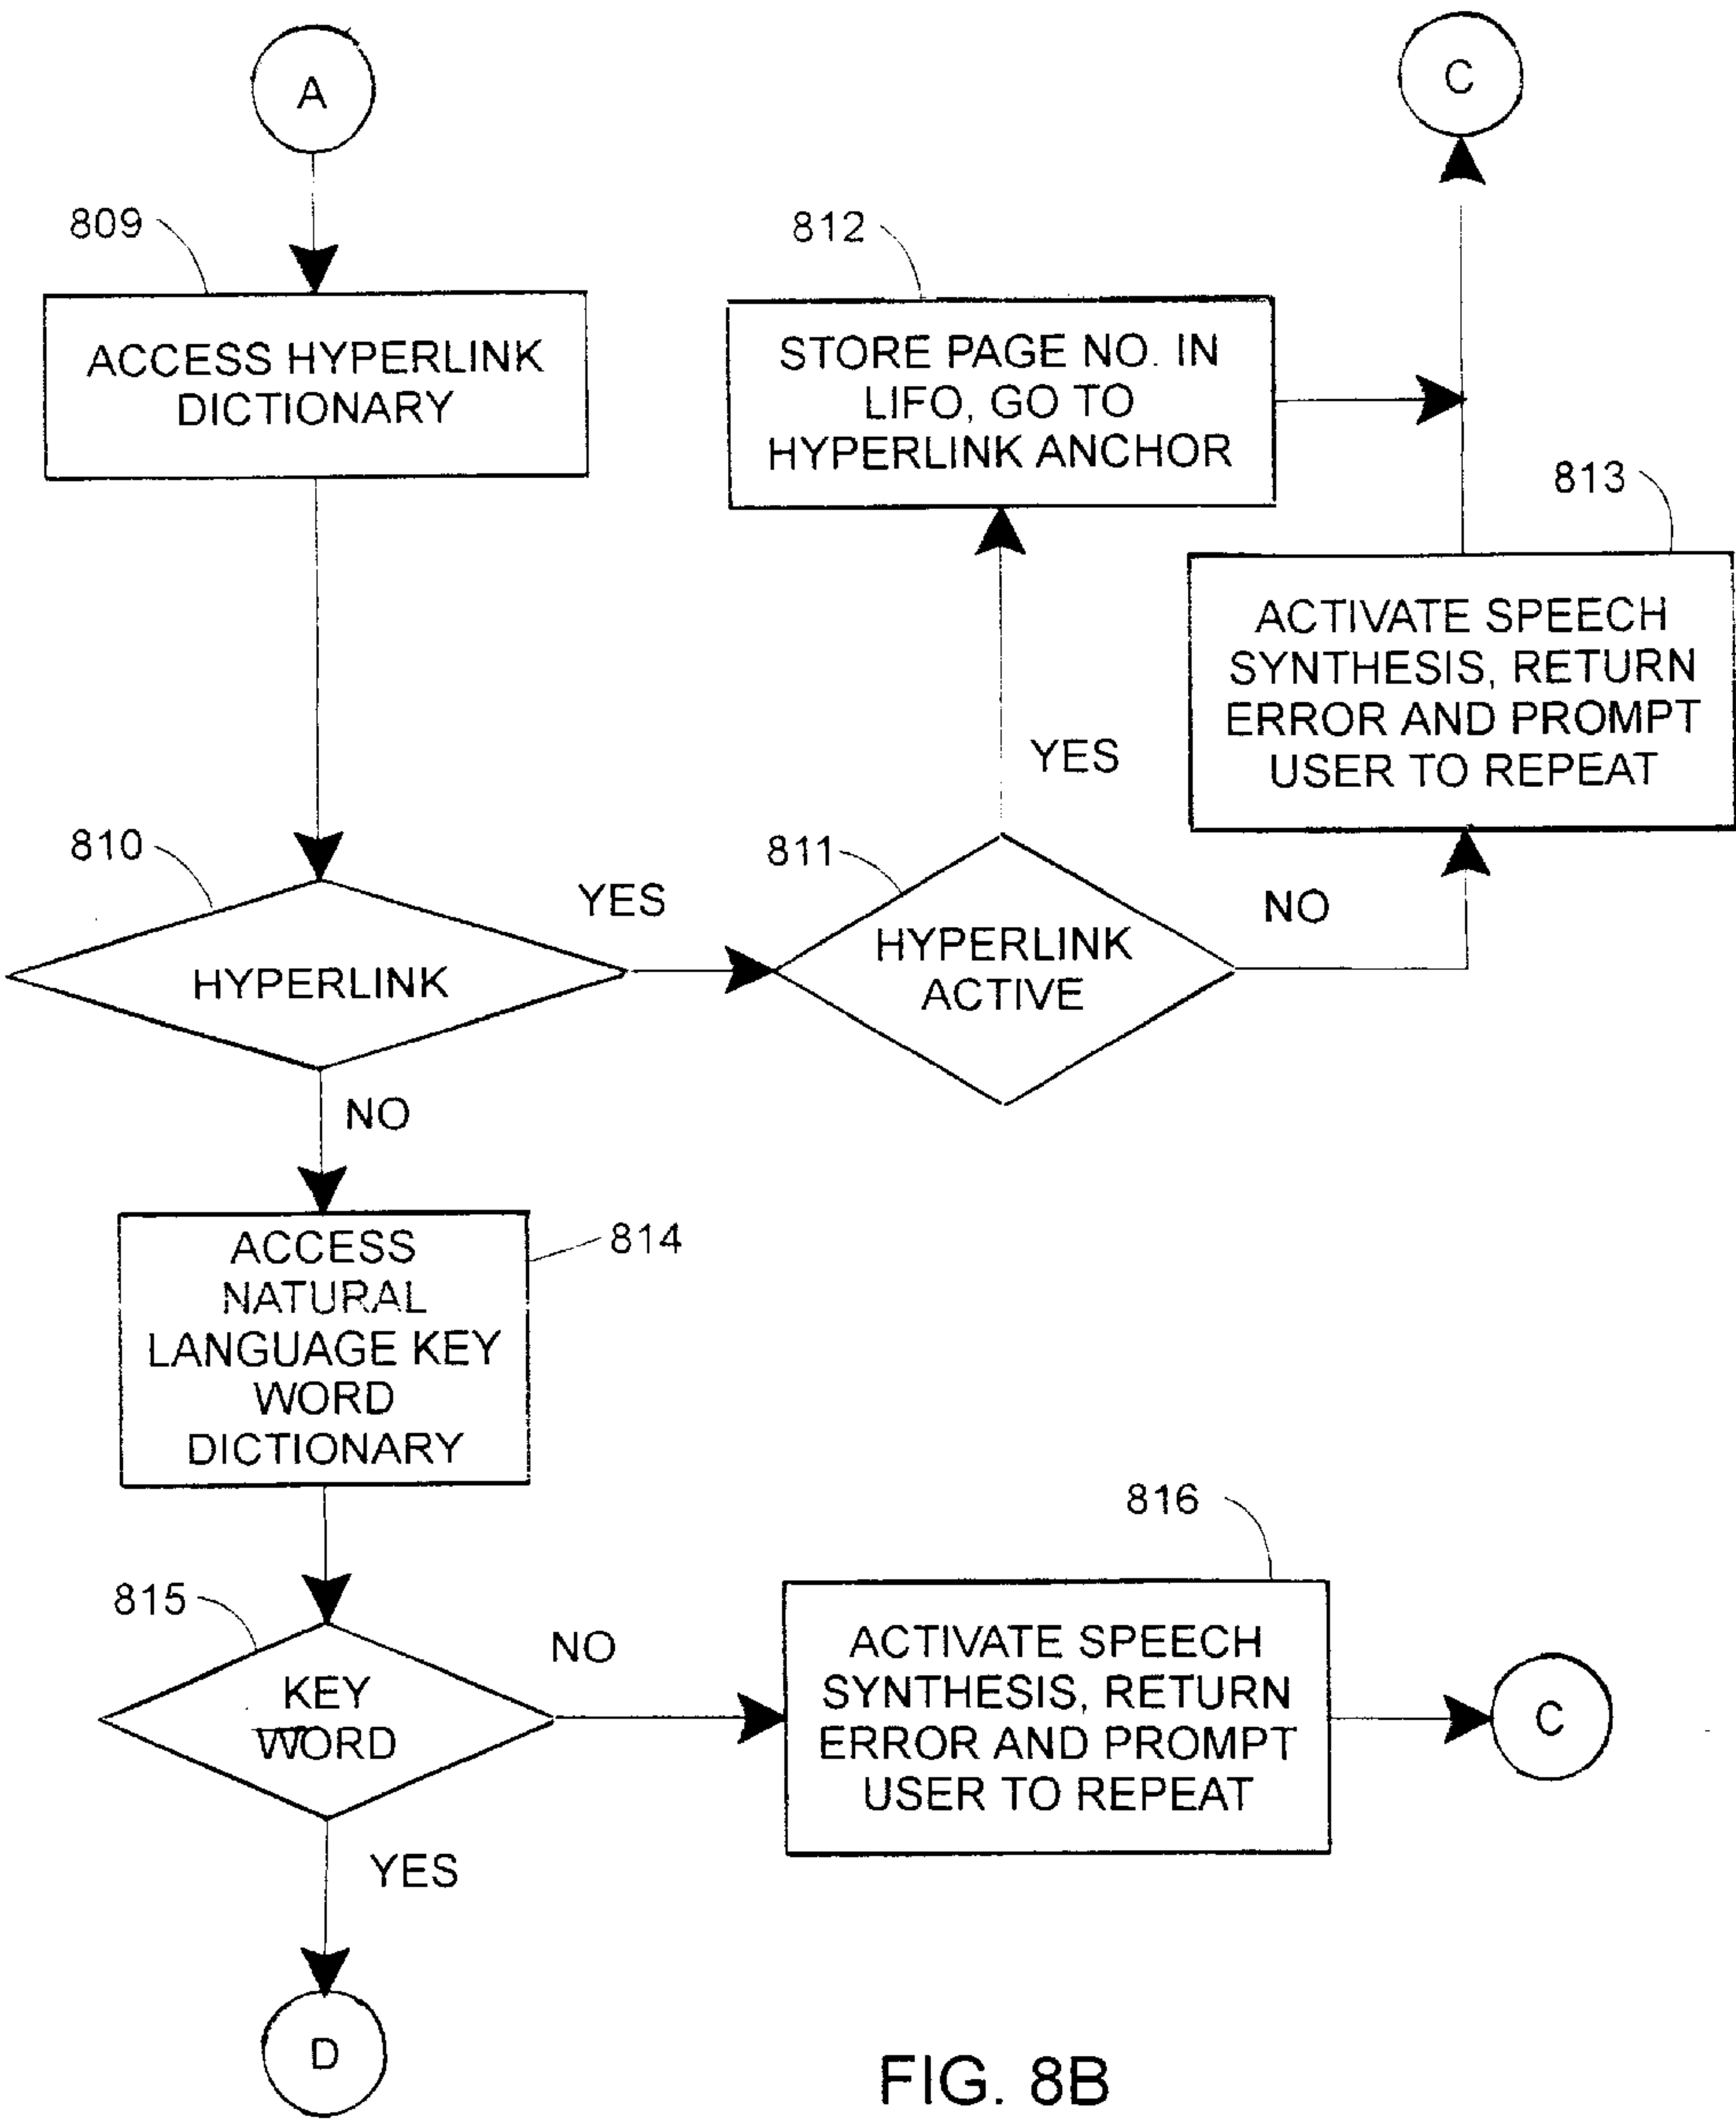 A
C
809
ACCESS HYPERLINK
DICTIONARY
812
STORE PAGE NO. IN
LIFO, GO TO
HYPERLINK ANCHOR
813
ACTIVATE SPEECH
SYNTHESIS, RETURN
ERROR AND PROMPT
USER TO REPEAT
YES
810
HYPERLINK
YES
811
HYPERLINK
ACTIVE
NO
NO
814
ACCESS
NATURAL
LANGUAGE KEY
WORD
DICTIONARY
815
KEY
WORD
NO
816
ACTIVATE SPEECH
SYNTHESIS, RETURN
ERROR AND PROMPT
USER TO REPEAT
C
YES
D
FIG. 8B